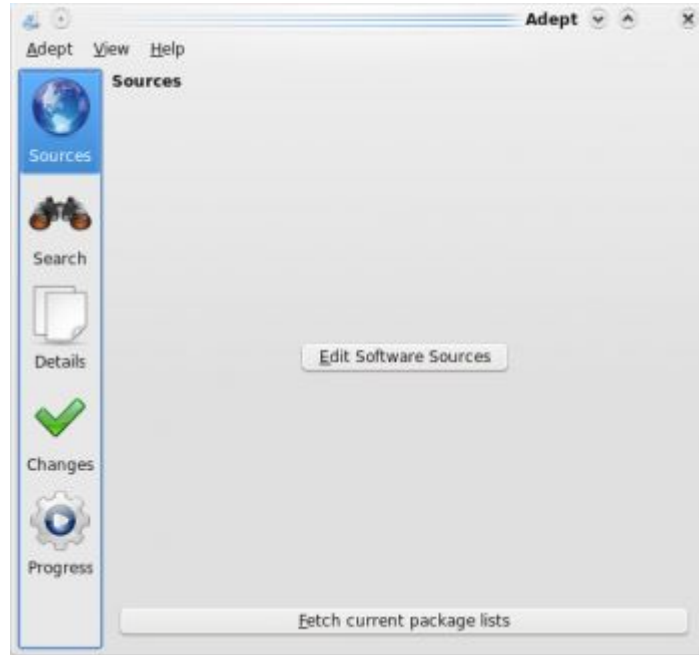 Adept
Adept View Help
Sources
Sources
Search
Details
Edit Software Sources
Changes
Progress
Fetch current package lists